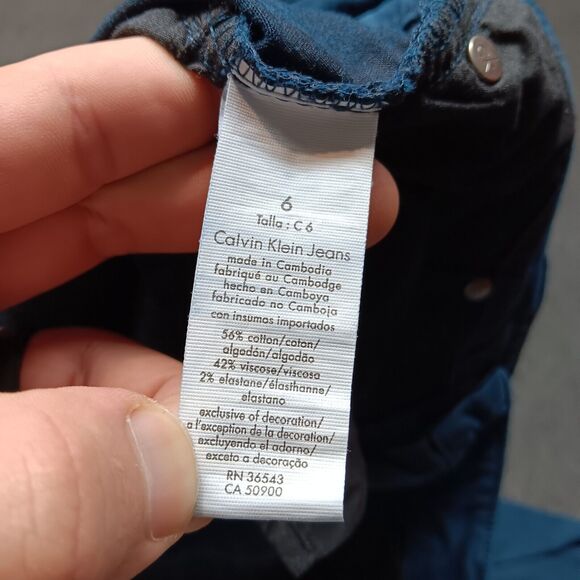 6
Talla : C 6
Calvin Klein Jeans
made in Cambodia
fabriqué au Cambodge
hecho en Camboya
fabricado no Camboja
con insumos importados
56% cotton/coton/
algodón/algodão
42% viscose/viscosa
2% elastane/élasthanne/
elastano
exclusive of decoration/
a l'exception de la decoration/
excluyendo el adorno/
exceto a decoração
RN 36543
CA 50900